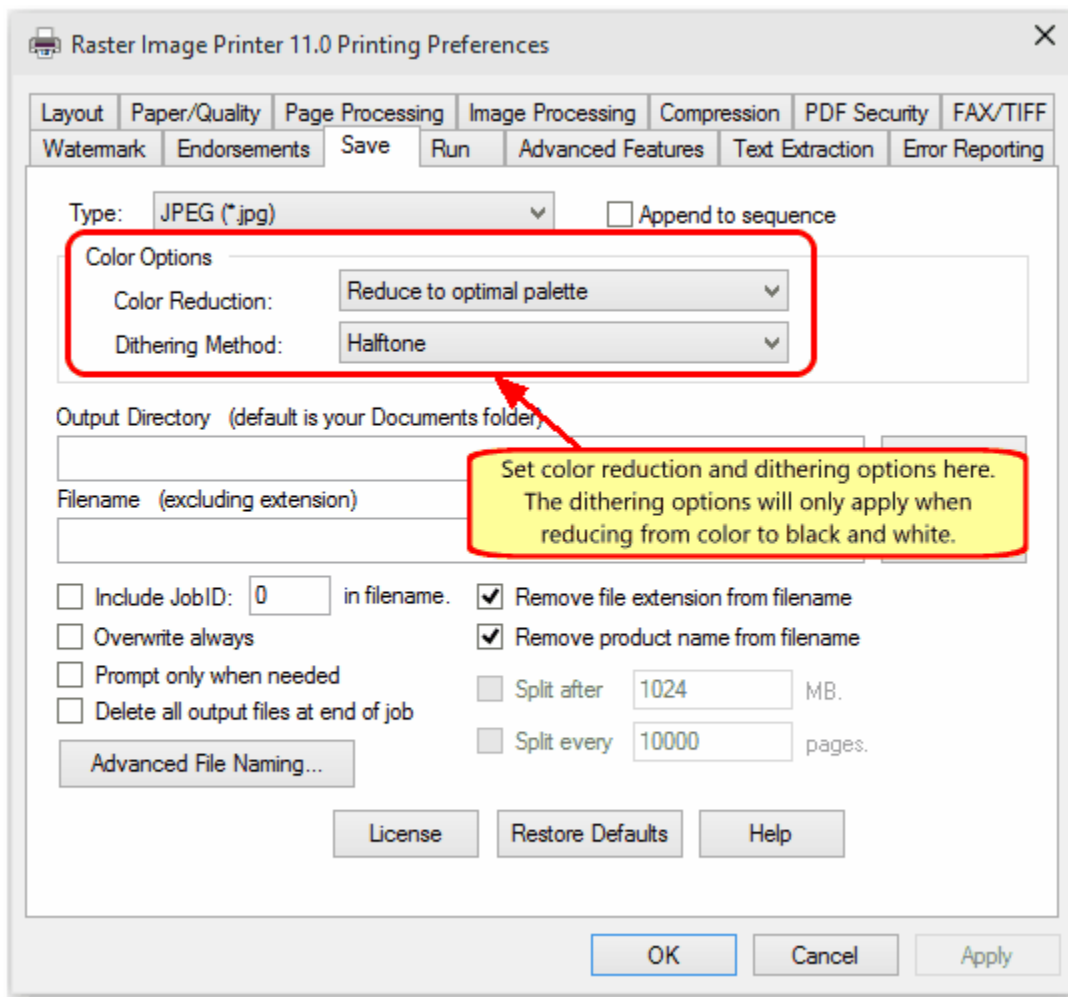 Raster Image Printer 11.0 Printing Preferences
Layout Paper/Quality Page Processing Image Processing Compression PDF Security FAX/TIFF
Watermark Endorsements Save Run Advanced Features Text Extraction Error Reporting
Type: JPEG (*.jpg) Append to sequence
Color Options
Color Reduction: Reduce to optimal palette
Dithering Method: Halftone
Output Directory (default is your Documents folder)
Set color reduction and dithering options here.
The dithering options will only apply when
reducing from color to black and white.
Filename (excluding extension)
Include JobID: 0 in filename. Remove file extension from filename
Overwrite always Remove product name from filename
Prompt only when needed Split after 1024 MB.
Delete all output files at end of job
Split every 10000 pages.
Advanced File Naming...
License Restore Defaults Help
OK Cancel Apply